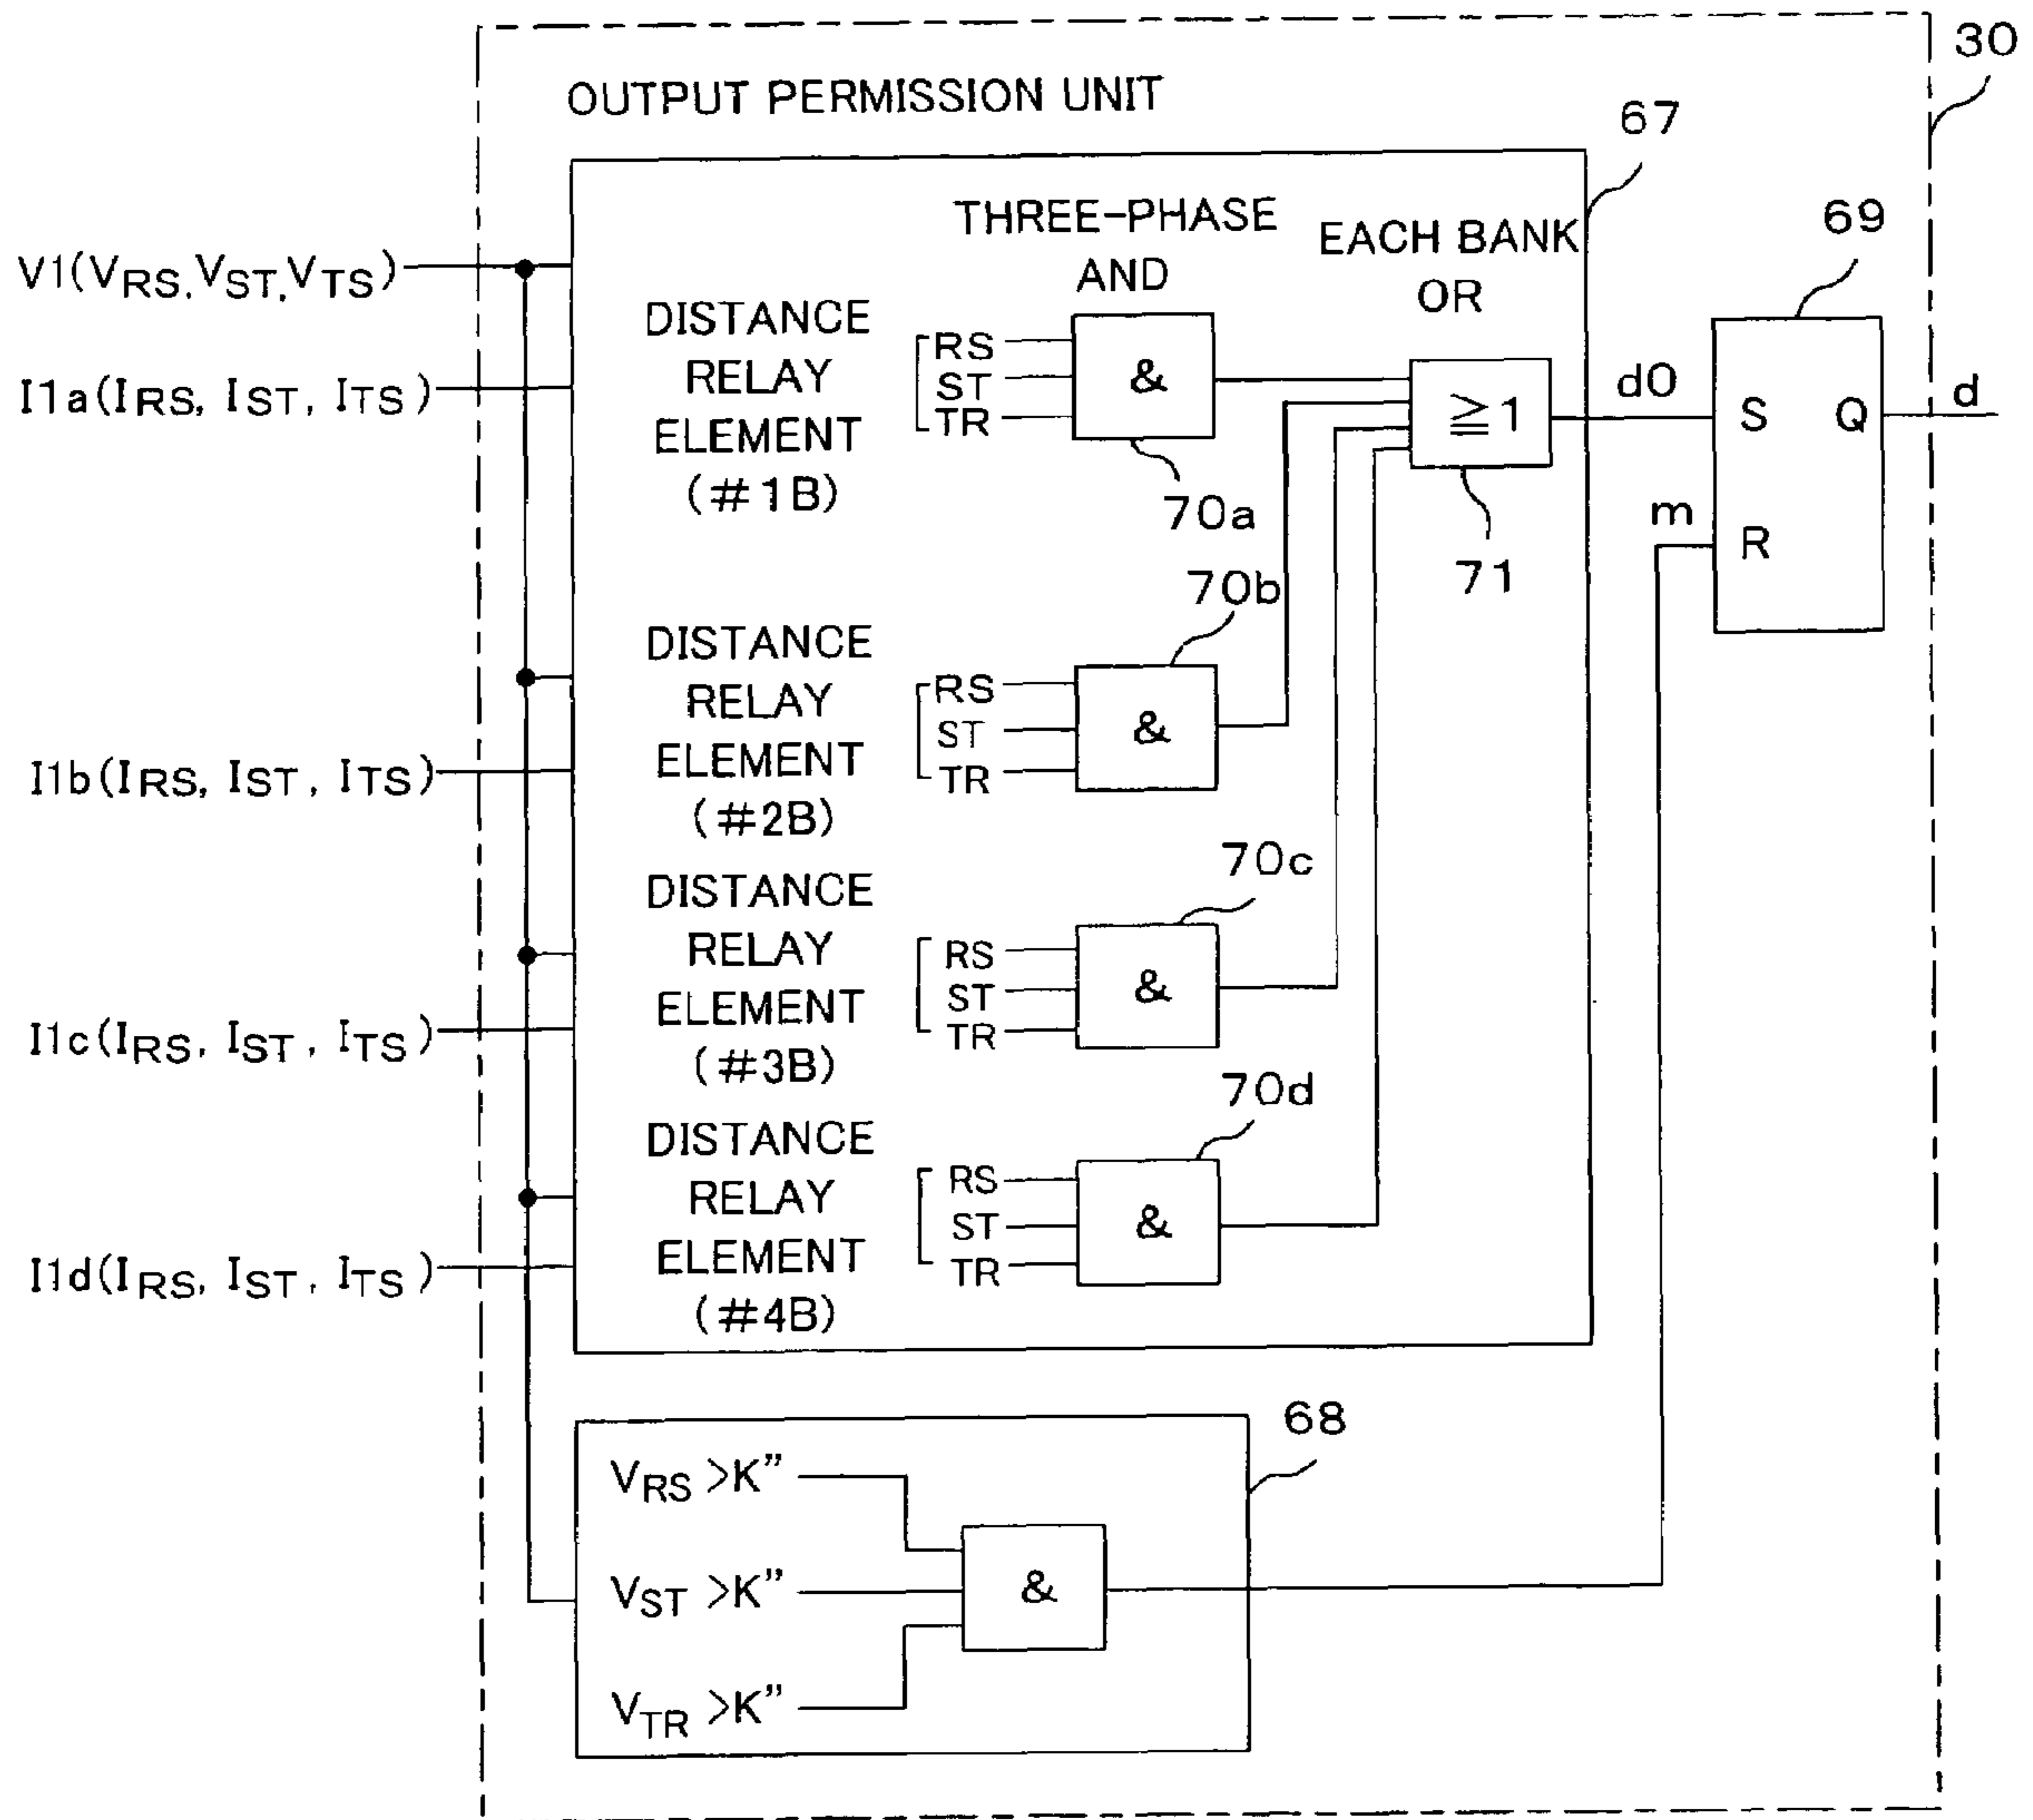 30
OUTPUT PERMISSION UNIT
67
THREE-PHASE
AND
EACH BANK
OR
69
V1(VRS, VST, VTS)
I1a(IRS, IST, ITS)
DISTANCE
RELAY
ELEMENT
(#1B)
RS
ST
TR
&
70a
≧1
71
d0
S
Q
d
m
R
70b
DISTANCE
RELAY
ELEMENT
(#2B)
RS
ST
TR
&
I1b(IRS, IST, ITS)
70c
DISTANCE
RELAY
ELEMENT
(#3B)
RS
ST
TR
&
I1c(IRS, IST, ITS)
70d
DISTANCE
RELAY
ELEMENT
(#4B)
RS
ST
TR
&
I1d(IRS, IST, ITS)
68
VRS >K”
VST >K”
VTR >K”
&